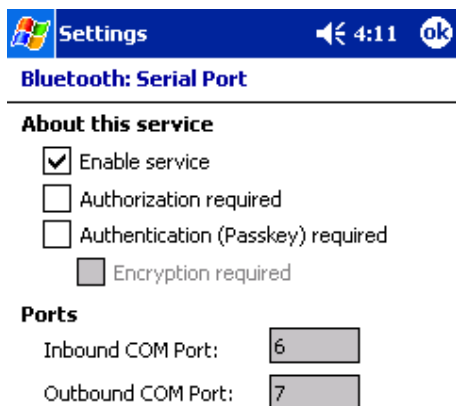 Settings 4:11 ok
Bluetooth: Serial Port
About this service
Enable service
Authorization required
Authentication (Passkey) required
Encryption required
Ports
Inbound COM Port: 6
Outbound COM Port: 7